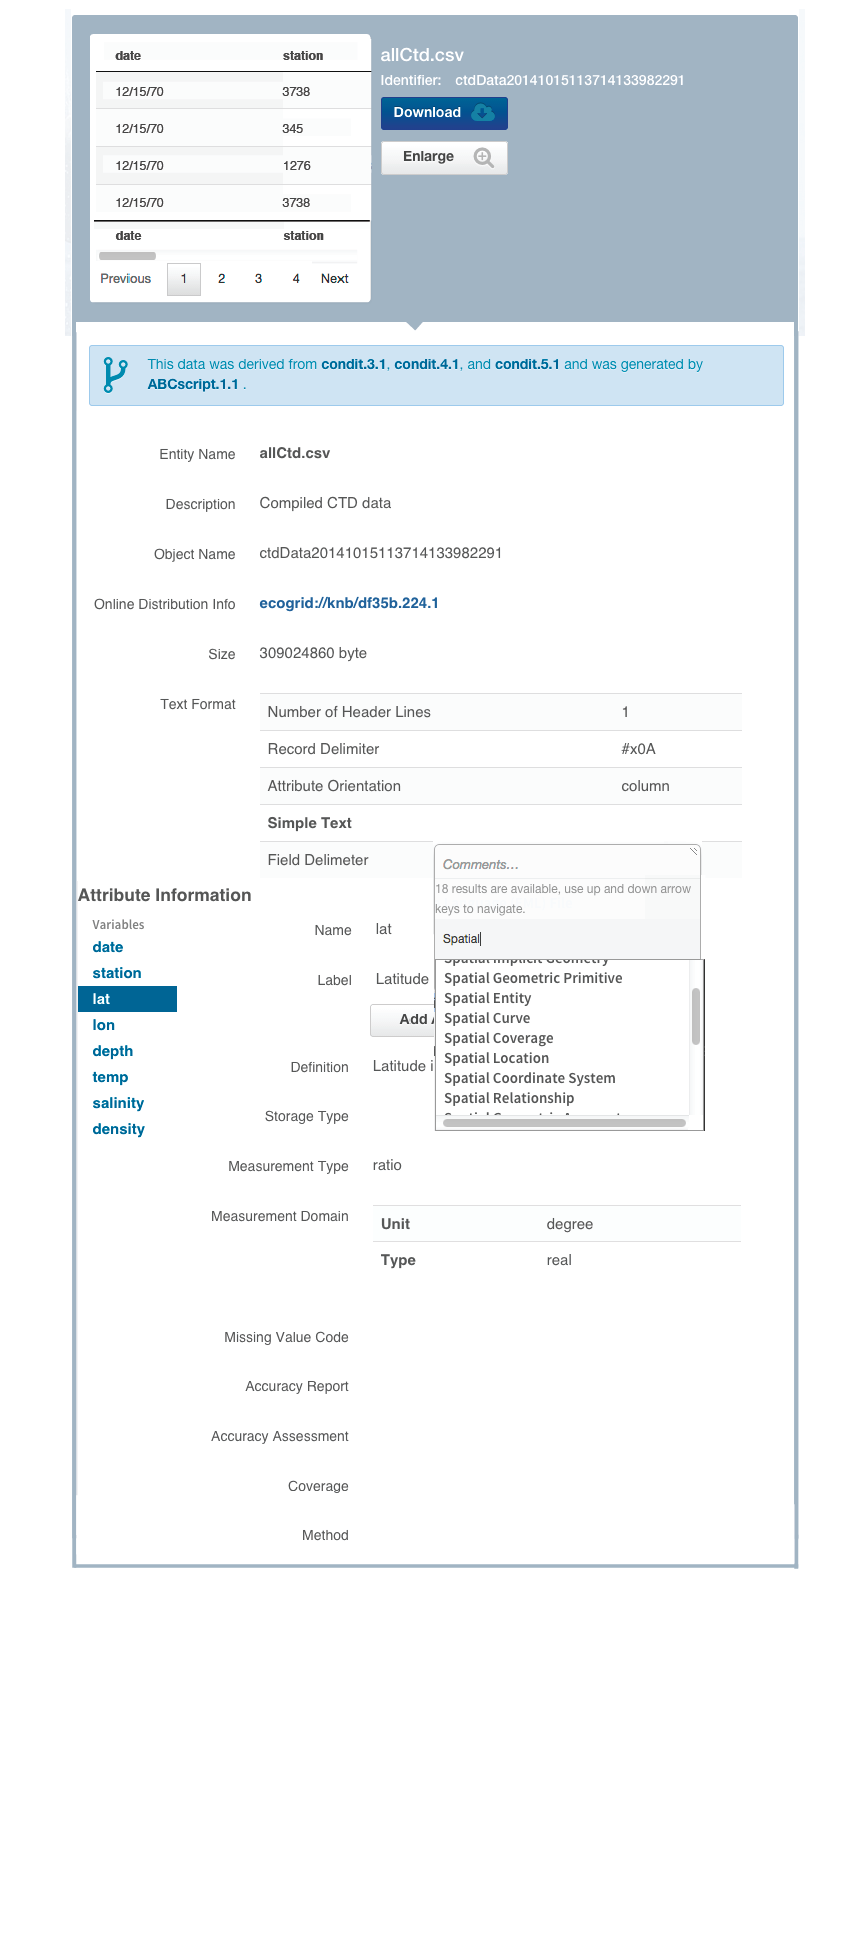 date station
12/15/70 3738
12/15/70 345
12/15/70 1276
12/15/70 3738
date station
Previous 1 2 3 4 Next
allCtd.csv
Identifier: ctdData20141015113714133982291
Download
Enlarge
This data was derived from condit.3.1, condit.4.1, and condit.5.1 and was generated by
ABCscript.1.1 .
Entity Name allCtd.csv
Description Compiled CTD data
Object Name ctdData20141015113714133982291
Online Distribution Info ecogrid://knb/df35b.224.1
Size 309024860 byte
Text Format
Number of Header Lines 1
Record Delimiter #x0A
Attribute Orientation column
Simple Text
Field Delimeter
Attribute Information
Variables
date
station
lat
lon
depth
temp
salinity
density
Name lat
Label Latitude
Add
Definition Latitude i
Storage Type
Measurement Type ratio
Measurement Domain
Unit degree
Type real
Missing Value Code
Accuracy Report
Accuracy Assessment
Coverage
Method
Comments...
18 results are available, use up and down arrow
keys to navigate.
Spatial
Spatial Implicit Geometry
Spatial Geometric Primitive
Spatial Entity
Spatial Curve
Spatial Coverage
Spatial Location
Spatial Coordinate System
Spatial Relationship